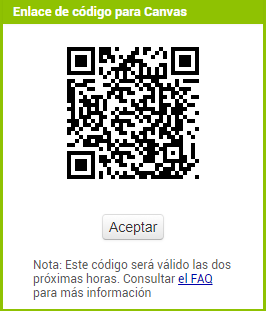 Enlace de código para Canvas
Aceptar
Nota: Este código será válido las dos
próximas horas. Consultar el FAQ
para más información